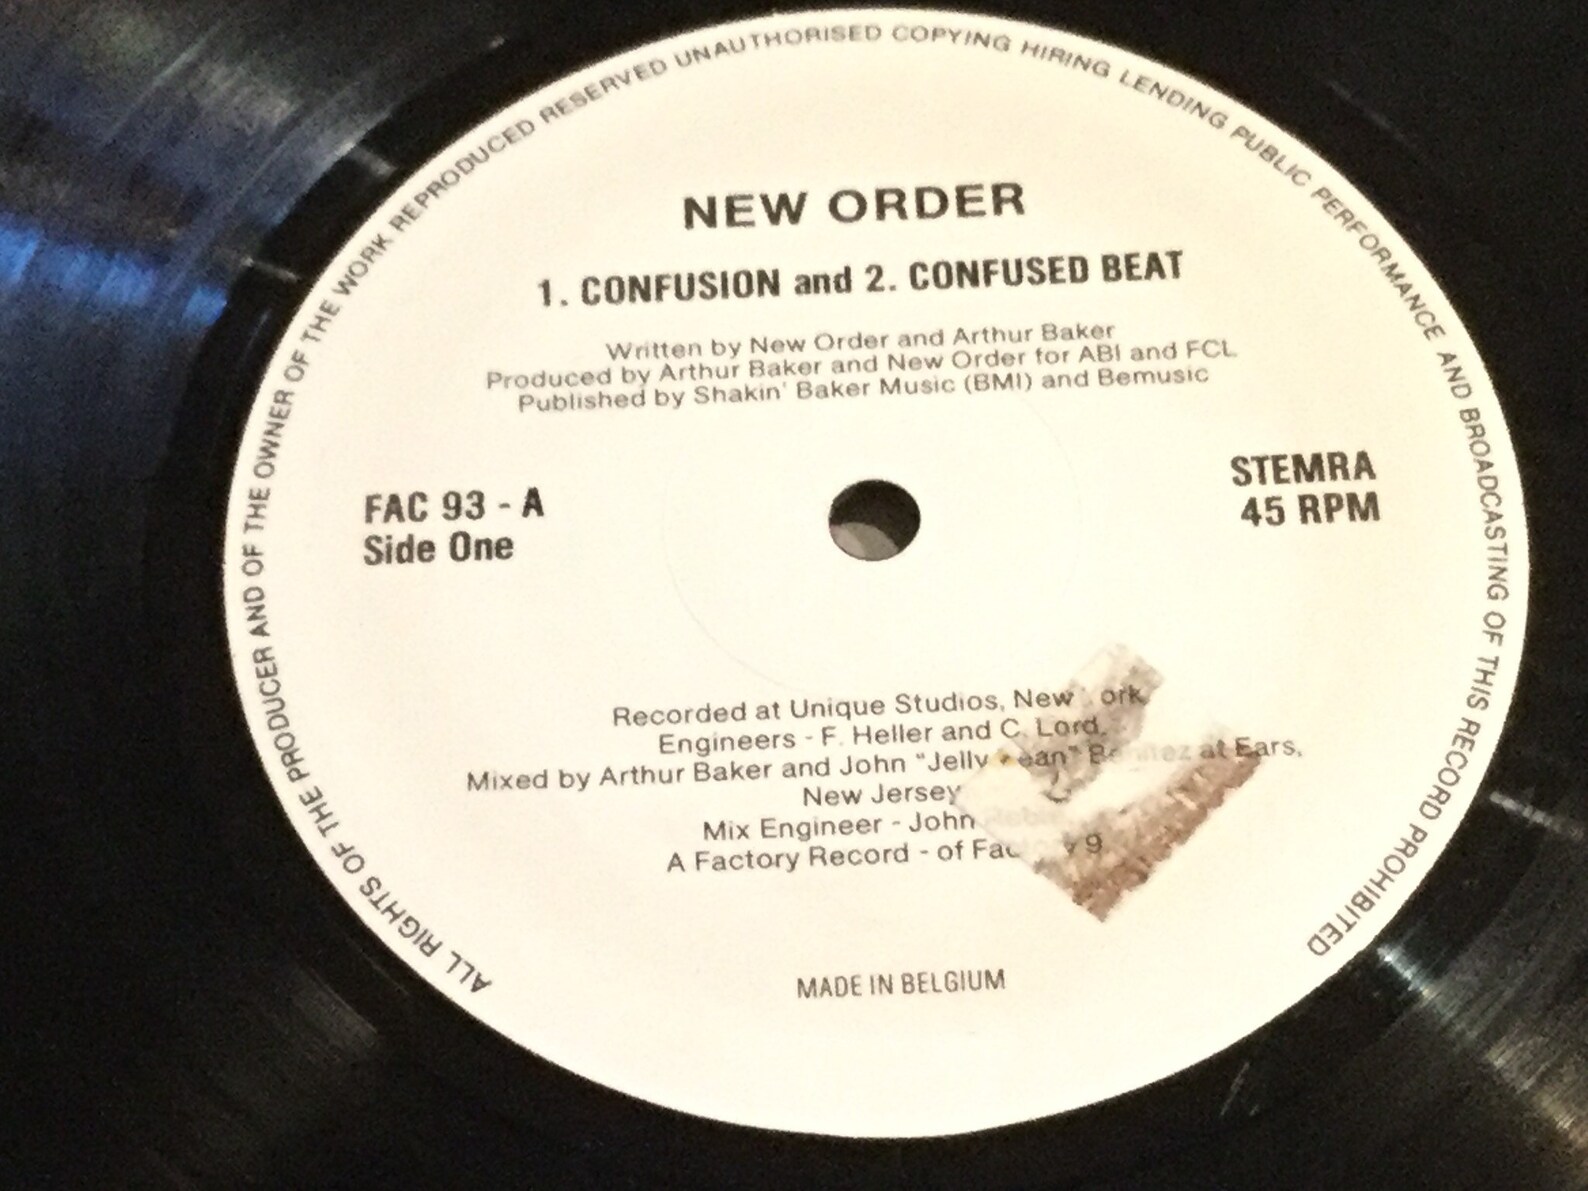 ALL RIGHTS OF THE PRODUCER AND OF THE OWNER OF THE WORK REPRODUCED RESERVED UNAUTHORISED COPYING HIRING LENDING PUBLIC PERFORMANCE AND BROADCASTING OF THIS RECORD PROHIBITED
NEW ORDER
1. CONFUSION and 2. CONFUSED BEAT
Written by New Order and Arthur Baker
Produced by Arthur Baker and New Order for ABI and FCL
Published by Shakin' Baker Music (BMI) and Bemusic
FAC 93 - A
Side One
STEMRA
45 RPM
Recorded at Unique Studios, New
Engineers - F. Heller and C. Lord.
Mixed by Arthur Baker and John "Jelly at Ears,
New Jersey
Mix Engineer - John
A Factory Record - of
MADE IN BELGIUM